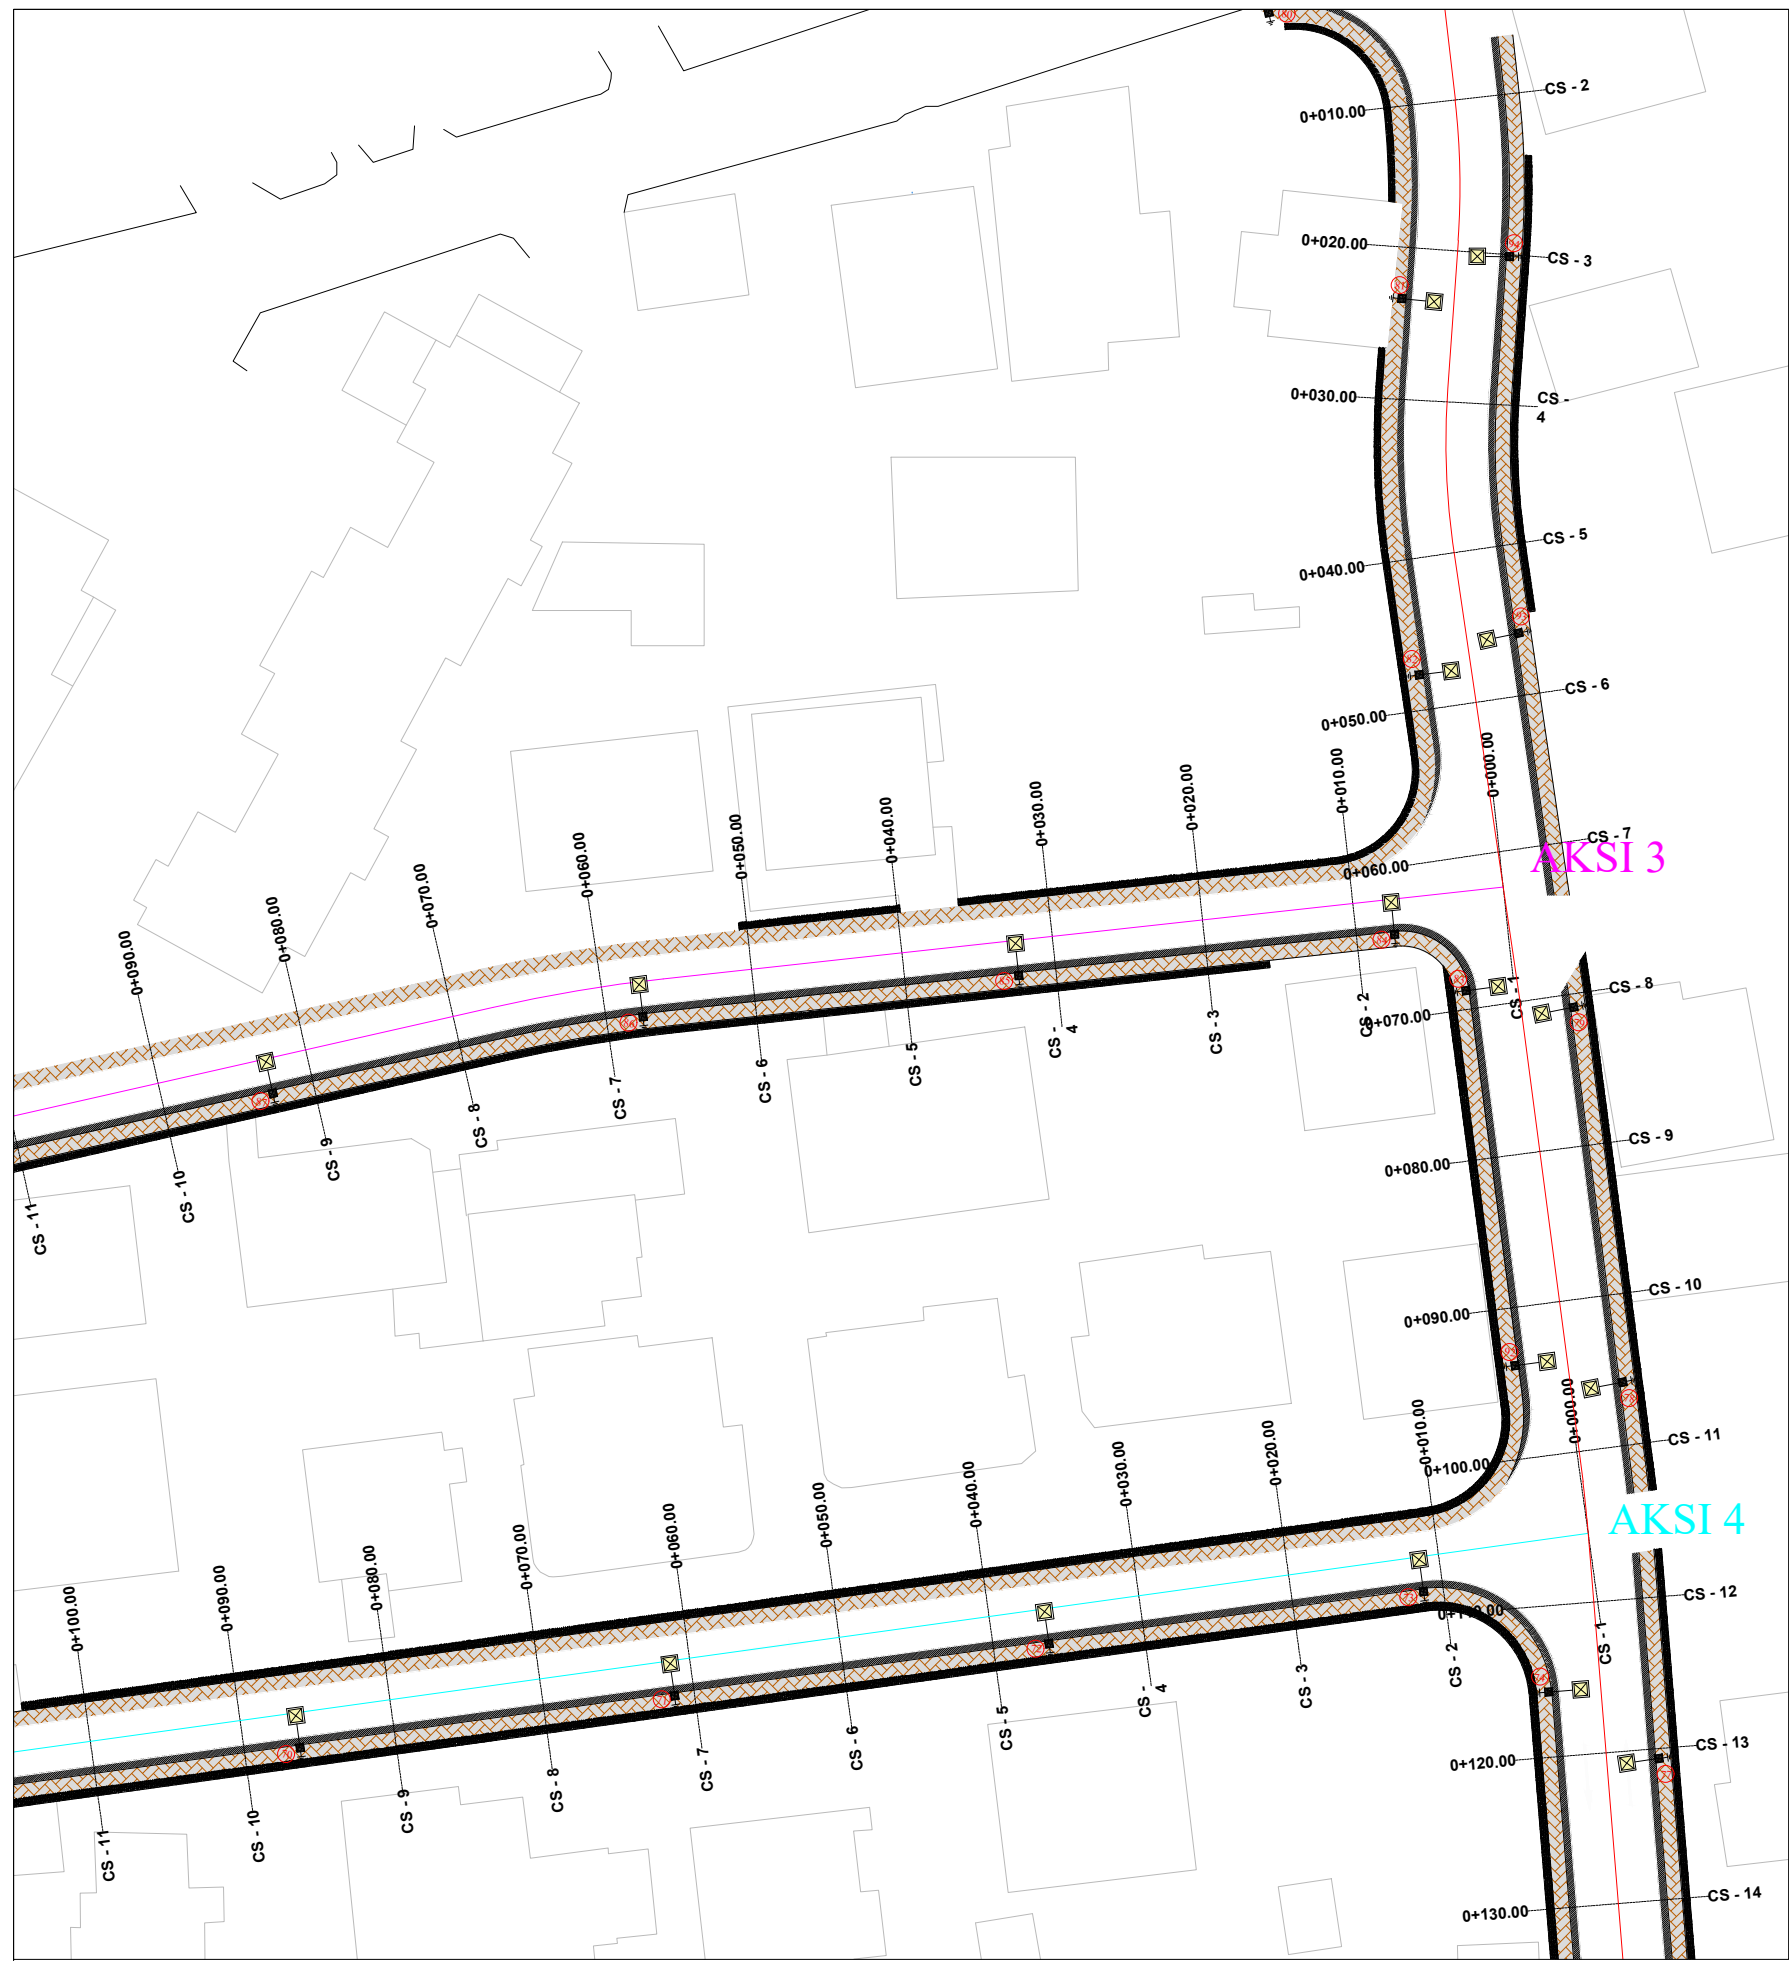 CS - 2
0+010.00
0+020.00
CS - 3
0+030.00
CS -
4
CS - 5
0+040.00
CS - 6
0+050.00
0+000.00
0+010.00
0+020.00
0+030.00
0+040.00
0+050.00
0+060.00
0+070.00
0+080.00
0+090.00
CS - 7
AKSI 3
0+060.00
CS - 8
0+070.00
CS - 1
CS - 2
CS - 3
CS -
4
CS - 5
CS - 6
CS - 7
CS - 8
CS - 9
CS - 10
CS - 11
CS - 9
0+080.00
CS - 10
0+090.00
0+000.00
0+010.00
0+020.00
0+030.00
0+040.00
0+050.00
0+060.00
0+070.00
0+080.00
0+090.00
0+100.00
CS - 11
0+100.00
AKSI 4
CS - 12
0+110.00
CS - 1
CS - 2
CS - 3
CS -
4
CS - 5
CS - 6
CS - 7
CS - 8
CS - 9
CS - 10
CS - 11
CS - 13
0+120.00
CS - 14
0+130.00